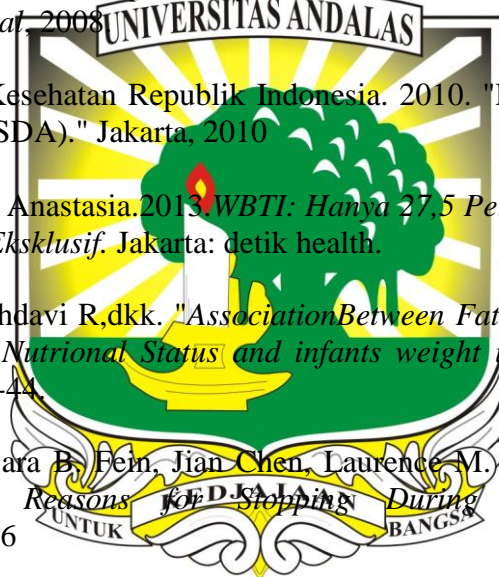 al, 2008.
UNIVERSITAS ANDALAS
Kesehatan Republik Indonesia. 2010. "
SDA)." Jakarta, 2010
Anastasia.2013.WBTI: Hanya 27,5 Pe
Eksklusif. Jakarta: detik health.
hdavi R,dkk. "AssociationBetween Fat
Nutrional Status and infants weight
-44.
ara B. Fein, Jian Chen, Laurence M.
Reasons for Stopping During
KEDJAJAAN
UNTUK BANGSA
6